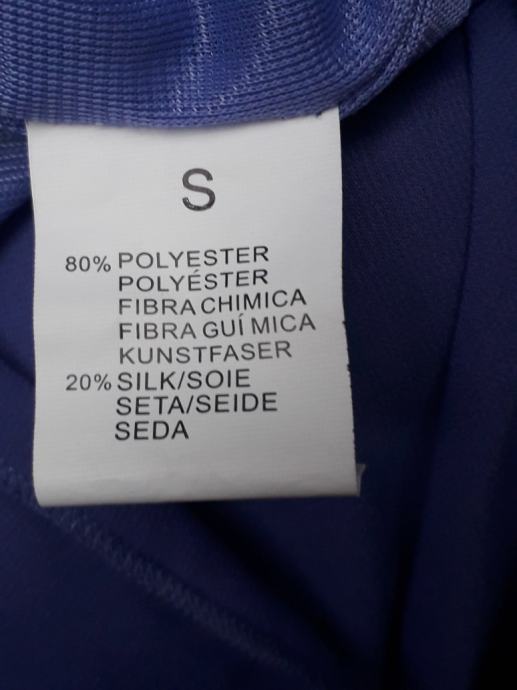 S
80% POLYESTER
POLYÉSTER
FIBRA CHIMICA
FIBRA GUÍ MICA
KUNSTFASER
20% SILK/SOIE
SETA/SEIDE
SEDA